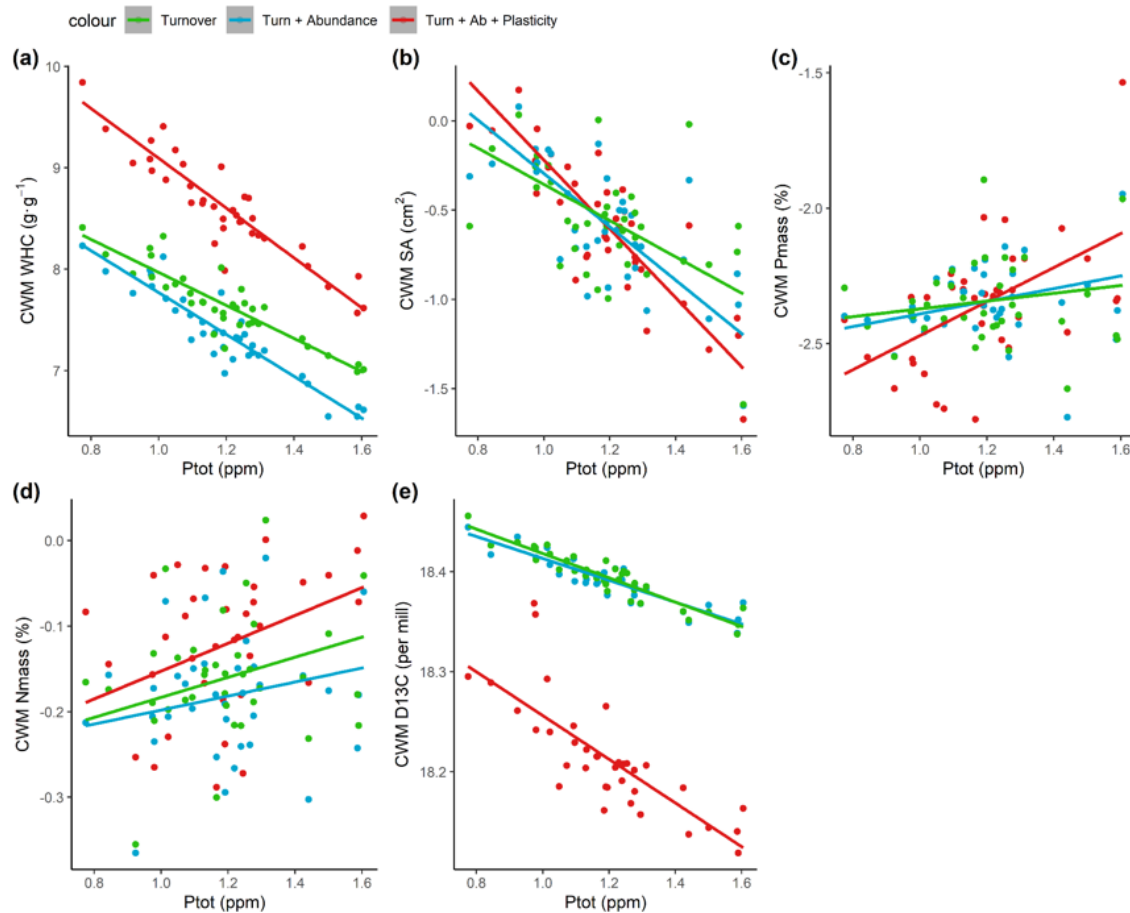 colour Turnover Turn + Abundance Turn + Ab + Plasticity
(a)
10
9
8
7
CWM WHC (g· g⁻¹)
0.8 1.0 1.2 1.4 1.6
Ptot (ppm)
(b)
0.0
-0.5
-1.0
-1.5
CWM SA (cm²)
0.8 1.0 1.2 1.4 1.6
Ptot (ppm)
(c)
-1.5
-2.0
-2.5
CWM Pmass (%)
0.8 1.0 1.2 1.4 1.6
Ptot (ppm)
(d)
0.0
-0.1
-0.2
-0.3
CWM Nmass (%)
0.8 1.0 1.2 1.4 1.6
Ptot (ppm)
(e)
18.4
18.3
18.2
CWM D13C (per mill)
0.8 1.0 1.2 1.4 1.6
Ptot (ppm)